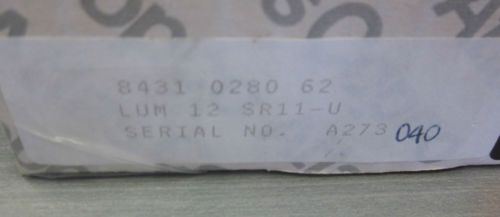 8431 0280 62
LUM 12 SR11-U
SERIAL NO. A273 040